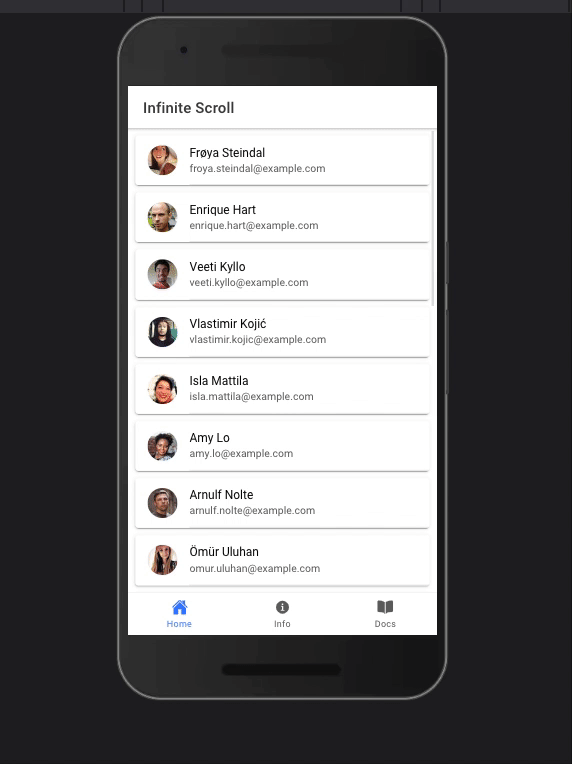 Infinite Scroll
Frøya Steindal
froya.steindal@example.com
Enrique Hart
enrique.hart@example.com
Veeti Kyllo
veeti.kyllo@example.com
Vlastimir Kojić
vlastimir.kojic@example.com
Isla Mattila
isla.mattila@example.com
Amy Lo
amy.lo@example.com
Arnulf Nolte
arnulf.nolte@example.com
Ömür Uluhan
omur.uluhan@example.com
Home
Info
Docs